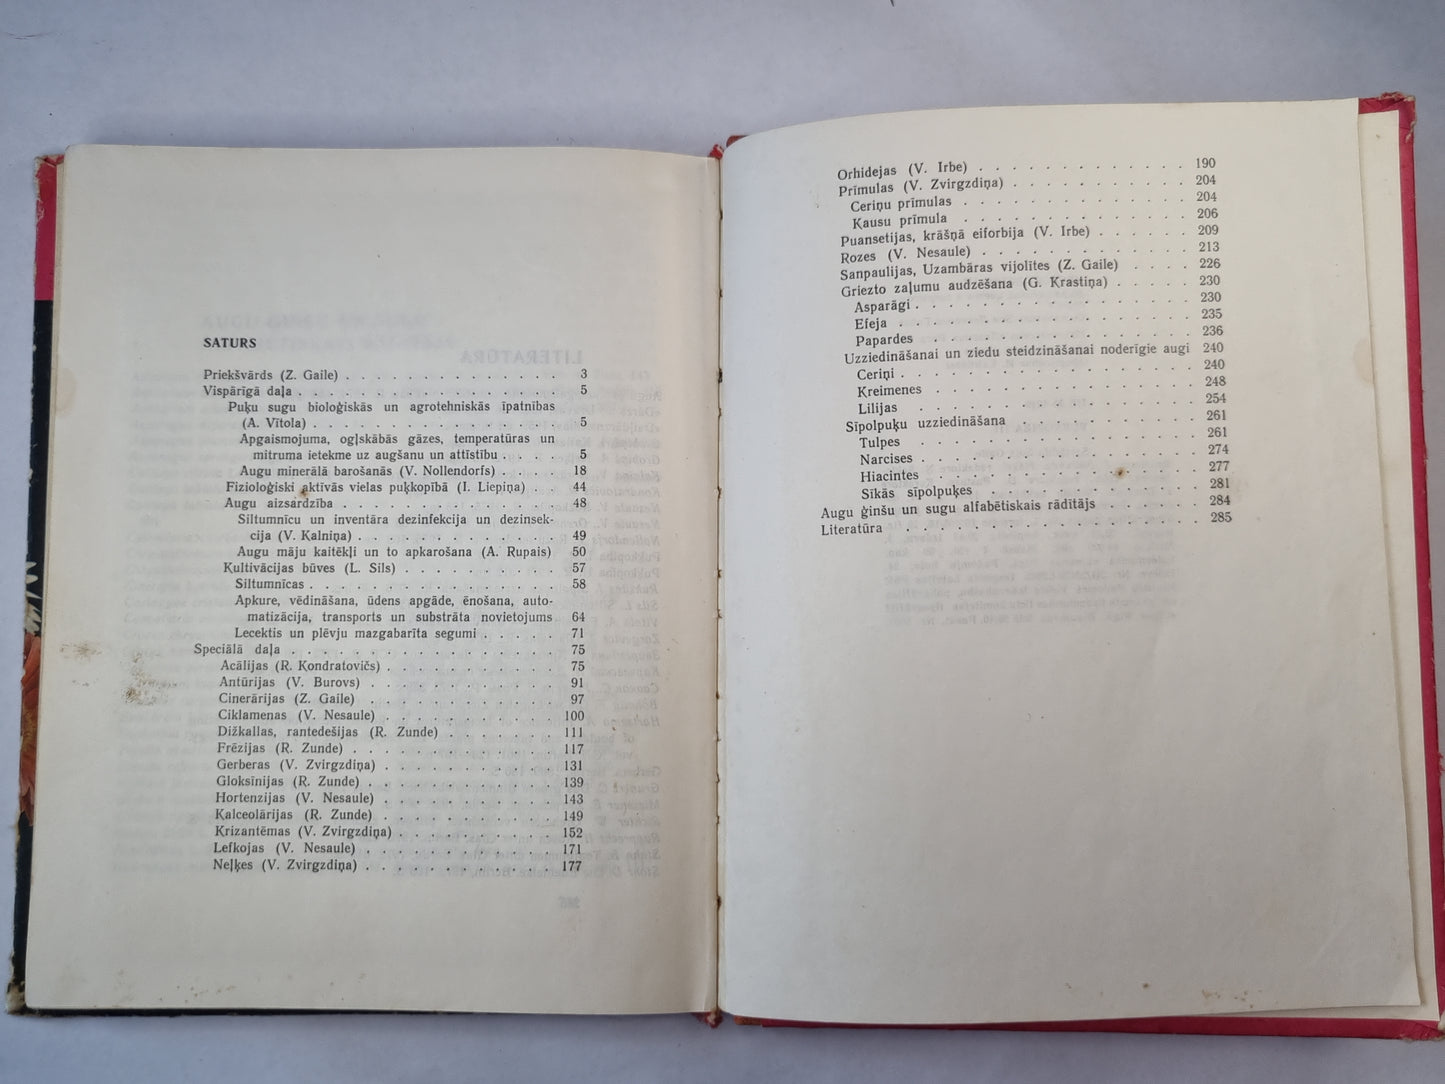 SATURS
Priekšvārds (Z. Gaile) . . . . . . . . . . . . . . 3
Vispārīgā daļa . . . . . . . . . . . . . . . . . 5
Puķu sugu bioloģiskās un agrotehniskās īpatnības
(A. Vītola) . . . . . . . . . . . . . . . . 5
Apgaismojuma, ogļskābās gāzes, temperatūras un
mitruma ietekme uz augšanu un attīstību . . . . 5
Augu minerālā barošanās (V. Nollendorfs) . . . . 18
Fizioloģiski aktīvās vielas puķkopībā (I. Liepiņa) . . 44
Augu aizsardzība . . . . . . . . . . . . . . 48
Siltumnīcu un inventāra dezinfekcija un dezinsek-
cija (V. Kalniņa) . . . . . . . . . . . . . 49
Augu māju kaitēkļi un to apkarošana (A. Rupais) 50
Kultivācijas būves (L. Sils) . . . . . . . . . . 57
Siltumnīcas . . . . . . . . . . . . . . . . 58
Apkure, vēdināšana, ūdens apgāde, ēnošana, auto-
matizācija, transports un substrāta novietojums 64
Lecektis un plēvju mazgabarīta segumi . . . . . 71
Speciālā daļa . . . . . . . . . . . . . . . . . 75
Acālijas (R. Kondratovičs) . . . . . . . . . . . 75
Antūrijas (V. Burovs) . . . . . . . . . . . . 91
Cinerārijas (Z. Gaile) . . . . . . . . . . . . 97
Ciklamenas (V. Nesaule) . . . . . . . . . . . 100
Dižkallas, rantedešijas (R. Zunde) . . . . . . . 111
Frēzijas (R. Zunde) . . . . . . . . . . . . . 117
Gerberas (V. Zvirgzdiņa) . . . . . . . . . . . 131
Gloksīnijas (R. Zunde) . . . . . . . . . . . . 139
Hortenzijas (V. Nesaule) . . . . . . . . . . . 143
Kalceolārijas (R. Zunde) . . . . . . . . . . . 149
Krizantēmas (V. Zvirgzdiņa) . . . . . . . . . . 152
Lefkojas (V. Nesaule) . . . . . . . . . . . . 171
Neļķes (V. Zvirgzdiņa) . . . . . . . . . . . . 177
Orhidejas (V. Irbe) . . . . . . . . . . . . . 190
Prīmulas (V. Zvirgzdiņa) . . . . . . . . . . . 204
Ceriņu prīmulas . . . . . . . . . . . . . . 204
Kausu prīmula . . . . . . . . . . . . . . 206
Puansetijas, krāšņā eiforbija (V. Irbe) . . . . . . 209
Rozes (V. Nesaule) . . . . . . . . . . . . . 213
Sanpaulijas, Uzambāras vijolītes (Z. Gaile) . . . . 226
Griezto zaļumu audzēšana (G. Krastiņa) . . . . . 230
Asparāgi . . . . . . . . . . . . . . . . . 230
Efeja . . . . . . . . . . . . . . . . . . 235
Papardes . . . . . . . . . . . . . . . . . 236
Uzziedināšanai un ziedu steidzināšanai noderīgie augi 240
Ceriņi . . . . . . . . . . . . . . . . . . 240
Kreimenes . . . . . . . . . . . . . . . . 248
Lilijas . . . . . . . . . . . . . . . . . . 254
Sīpolpuķu uzziedināšana . . . . . . . . . . . 261
Tulpes . . . . . . . . . . . . . . . . . . 261
Narcises . . . . . . . . . . . . . . . . . 274
Hiacintes . . . . . . . . . . . . . . . . . 277
Sīkās sīpolpuķes . . . . . . . . . . . . . 281
Augu ģinšu un sugu alfabētiskais rādītājs . . . . . . 284
Literatūra . . . . . . . . . . . . . . . . . . . 285